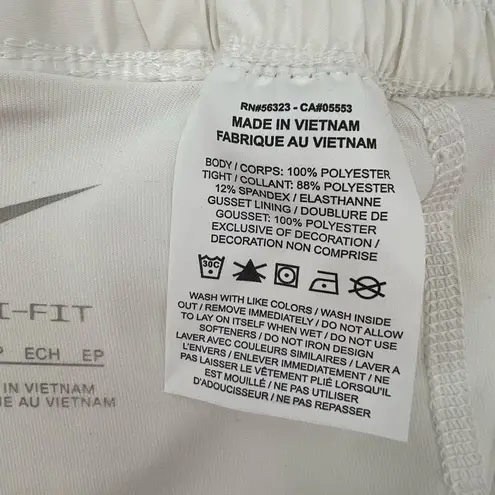 RN#56323 - CA#05553
MADE IN VIETNAM
FABRIQUE AU VIETNAM
BODY / CORPS: 100% POLYESTER
TIGHT / COLLANT: 88% POLYESTER
12% SPANDEX / ELASTHANNE
GUSSET LINING / DOUBLURE DE
GOUSSET: 100% POLYESTER
EXCLUSIVE OF DECORATION /
DECORATION NON COMPRISE
30C
WASH WITH LIKE COLORS / WASH INSIDE
OUT / REMOVE IMMEDIATELY / DO NOT ALLOW
TO LAY ON ITSELF WHEN WET / DO NOT USE
SOFTENERS / DO NOT IRON DESIGN
LAVER AVEC COULEURS SIMILAIRES / LAVER A
L'ENVERS / ENLEVER IMMEDIATEMENT / NE
PAS LAISSER LE VÊTEMENT PLIÉ LORSQU'IL
EST MOUILLÉ / NE PAS UTILISER
D'ADOUCISSEUR / NE PAS REPASSER
I-FIT
P ECH EP
IN VIETNAM
QUE AU VIETNAM